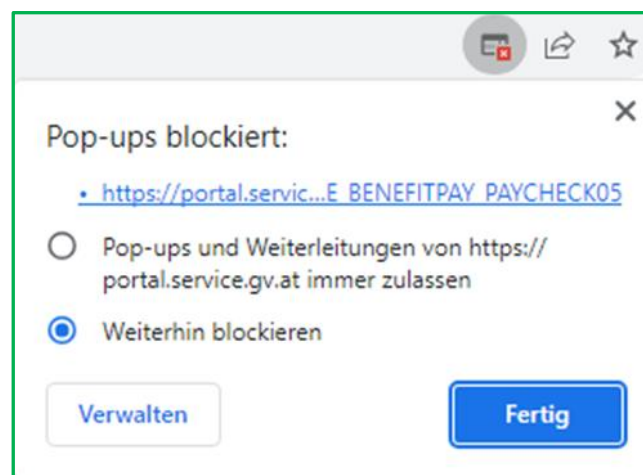 Pop-ups blockiert:
• https://portal.servic...E_BENEFITPAY_PAYCHECK05
Pop-ups und Weiterleitungen von https://
portal.service.gv.at immer zulassen
Weiterhin blockieren
Verwalten
Fertig